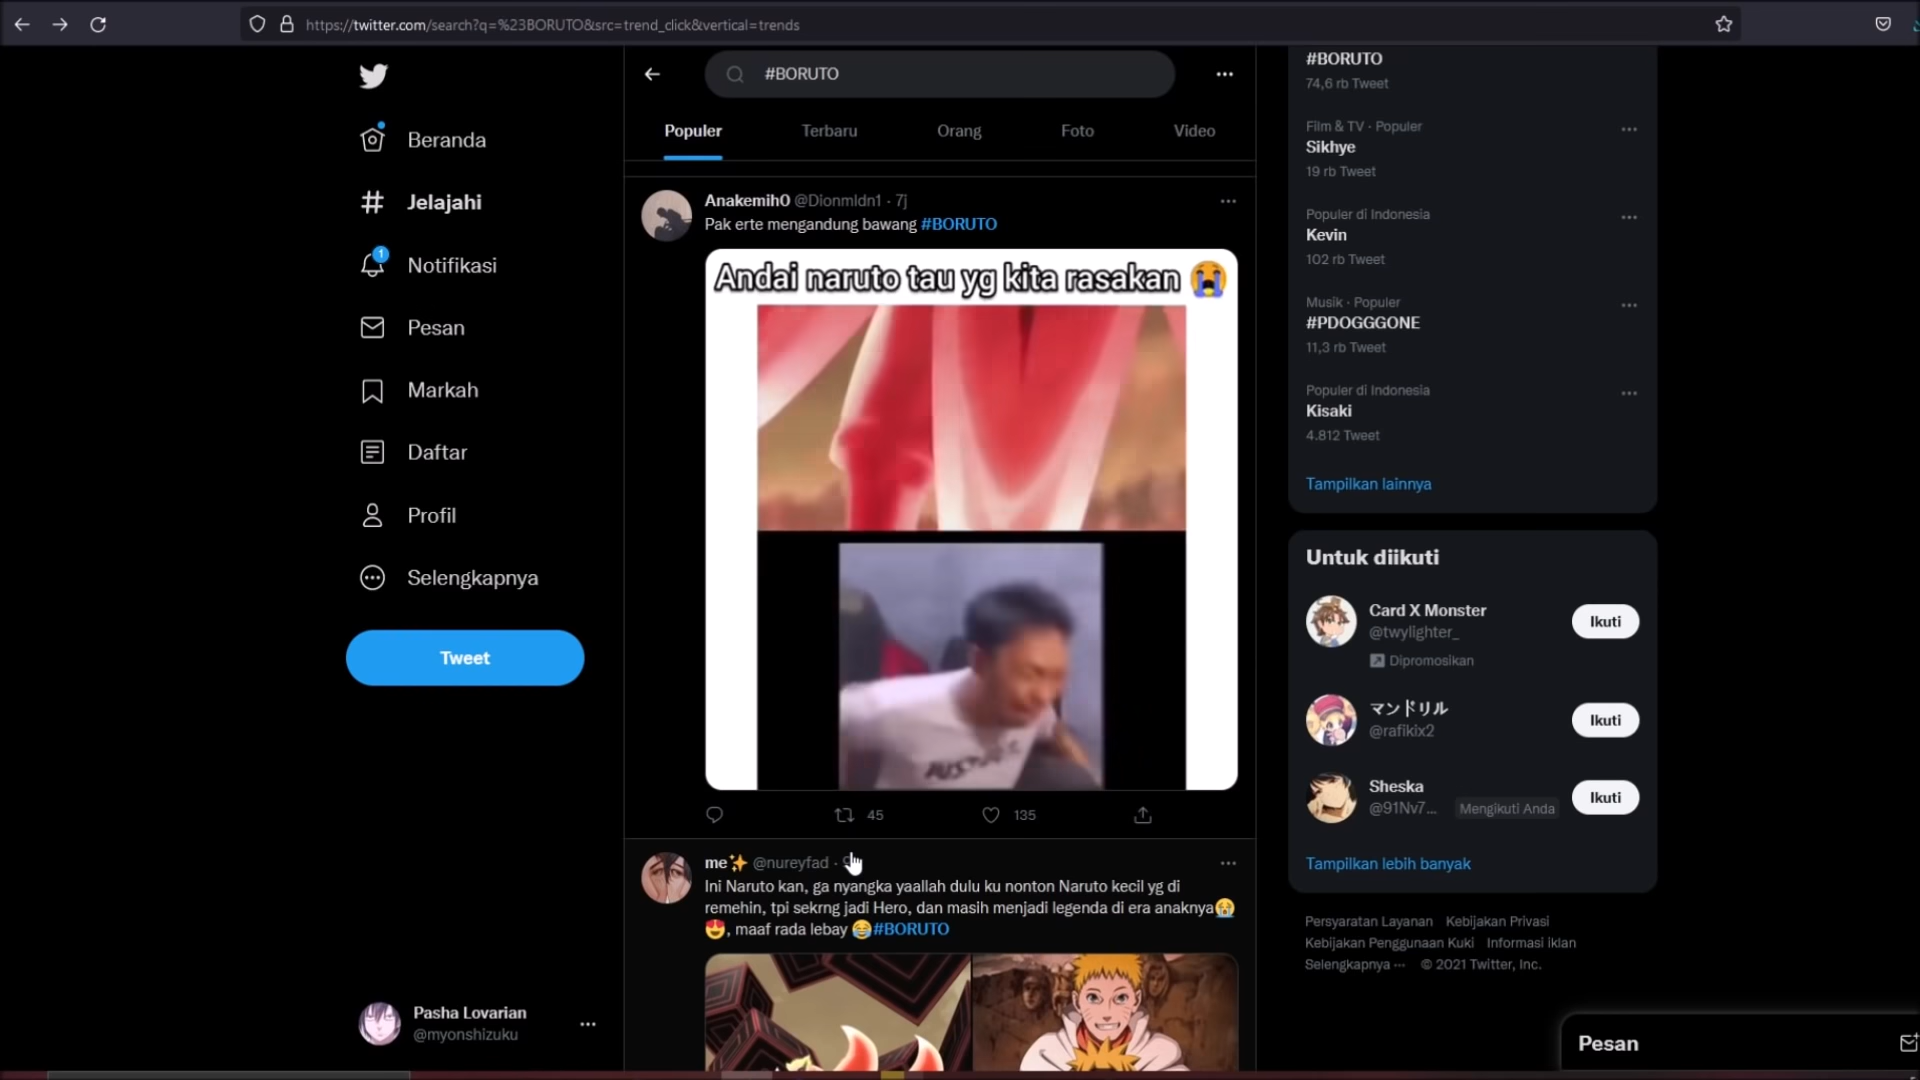 https://twitter.com/search?q=%23BORUTO&src=trend_click&vertical=trends
Beranda
Jelajahi
1
Notifikasi
Pesan
Markah
Daftar
Profil
Selengkapnya
Tweet
Pasha Lovarian
@myonshizuku
#BORUTO
Populer
Terbaru
Orang
Foto
Video
Anakemih0 @Dionmldn1 · 7j
Pak erte mengandung bawang #BORUTO
Andai naruto tau yg kita rasakan 😭
45
135
me✨ @nureyfad ·
Ini Naruto kan, ga nyangka yaallah dulu ku nonton Naruto kecil yg di
remehin, tpi sekrng jadi Hero, dan masih menjadi legenda di era anaknya😭
😍, maaf rada lebay 😂#BORUTO
#BORUTO
74,6 rb Tweet
Film & TV · Populer
Sikhye
19 rb Tweet
Populer di Indonesia
Kevin
102 rb Tweet
Musik · Populer
#PDOGGGONE
11,3 rb Tweet
Populer di Indonesia
Kisaki
4.812 Tweet
Tampilkan lainnya
Untuk diikuti
Card X Monster
@twylighter_
Dipromosikan
Ikuti
マンドリル
@rafikix2
Ikuti
Sheska
@91Nv7... Mengikuti Anda
Ikuti
Tampilkan lebih banyak
Persyaratan Layanan Kebijakan Privasi
Kebijakan Penggunaan Kuki Informasi iklan
Selengkapnya ··· © 2021 Twitter, Inc.
Pesan